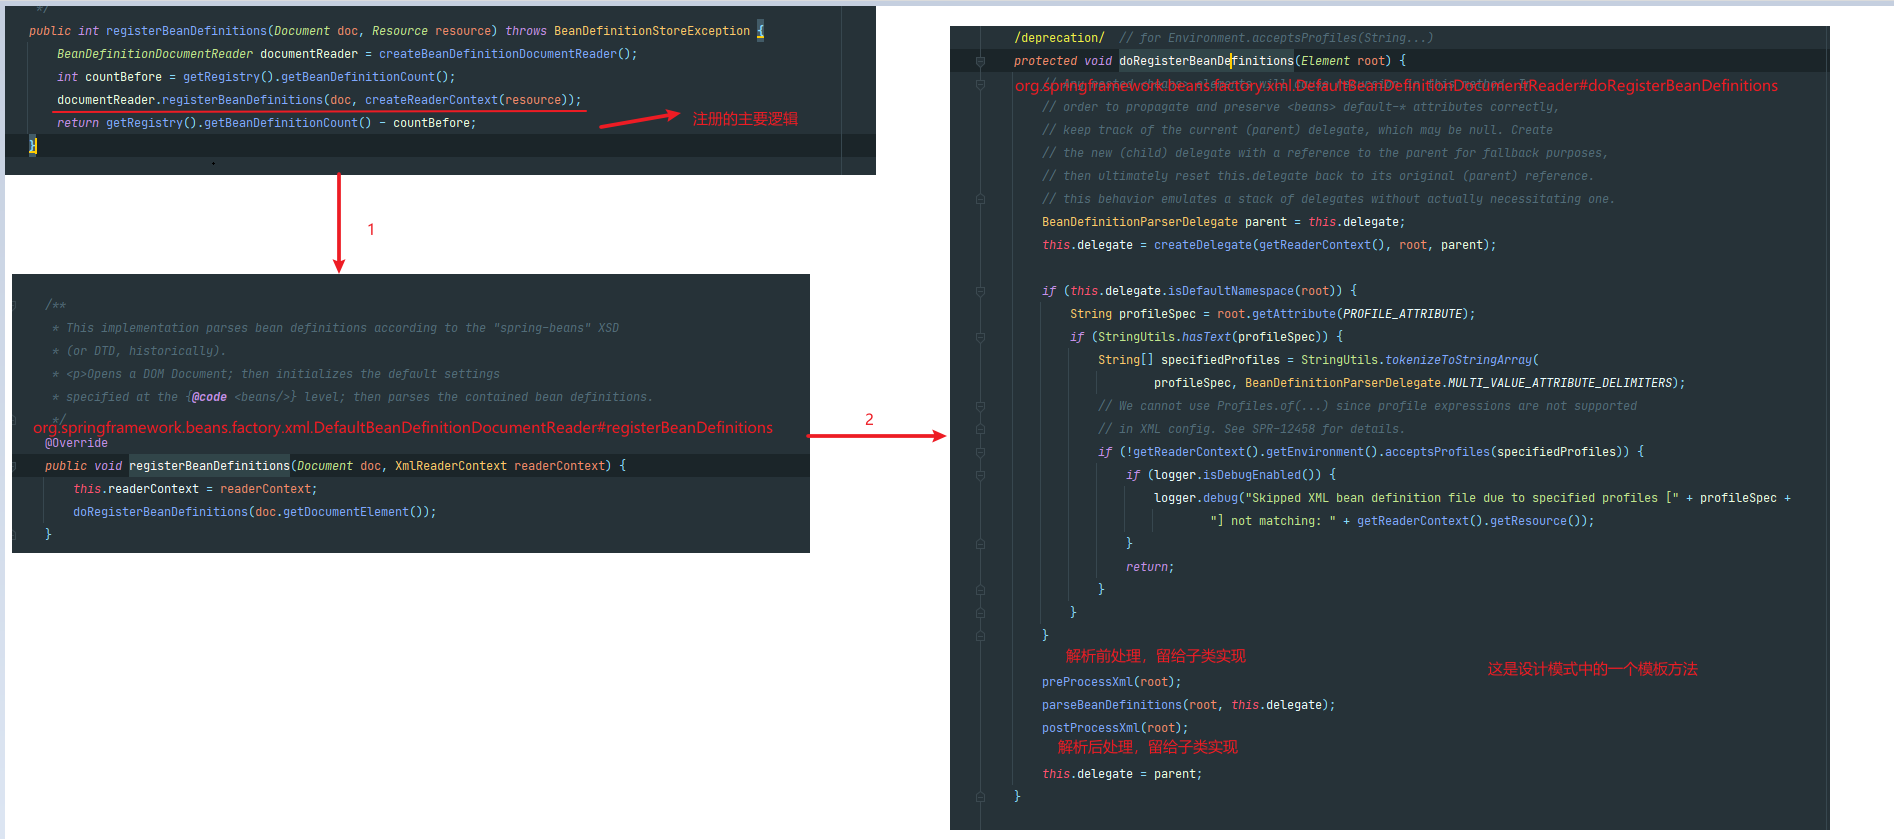 */
public int registerBeanDefinitions(Document doc, Resource resource) throws BeanDefinitionStoreException {
BeanDefinitionDocumentReader documentReader = createBeanDefinitionDocumentReader();
int countBefore = getRegistry().getBeanDefinitionCount();
documentReader.registerBeanDefinitions(doc, createReaderContext(resource));
return getRegistry().getBeanDefinitionCount() - countBefore;
注册的主要逻辑
}
1
/**
* This implementation parses bean definitions according to the "spring-beans" XSD
* (or DTD, historically).
* <p>Opens a DOM Document; then initializes the default settings
* specified at the {@code <beans/>} level; then parses the contained bean definitions.
*/
org.springframework.beans.factory.xml.DefaultBeanDefinitionDocumentReader#registerBeanDefinitions
@Override
public void registerBeanDefinitions(Document doc, XmlReaderContext readerContext) {
this.readerContext = readerContext;
doRegisterBeanDefinitions(doc.getDocumentElement());
}
2
/deprecation/ // for Environment.acceptsProfiles(String...)
protected void doRegisterBeanDefinitions(Element root) {
// Any nested <beans> elements will cause recursion in this method. In
org.springframework.beans.factory.xml.DefaultBeanDefinitionDocumentReader#doRegisterBeanDefinitions
// order to propagate and preserve <beans> default-* attributes correctly,
// keep track of the current (parent) delegate, which may be null. Create
// the new (child) delegate with a reference to the parent for fallback purposes,
// then ultimately reset this.delegate back to its original (parent) reference.
// this behavior emulates a stack of delegates without actually necessitating one.
BeanDefinitionParserDelegate parent = this.delegate;
this.delegate = createDelegate(getReaderContext(), root, parent);
if (this.delegate.isDefaultNamespace(root)) {
String profileSpec = root.getAttribute(PROFILE_ATTRIBUTE);
if (StringUtils.hasText(profileSpec)) {
String[] specifiedProfiles = StringUtils.tokenizeToStringArray(
profileSpec, BeanDefinitionParserDelegate.MULTI_VALUE_ATTRIBUTE_DELIMITERS);
// We cannot use Profiles.of(...) since profile expressions are not supported
// in XML config. See SPR-12458 for details.
if (!getReaderContext().getEnvironment().acceptsProfiles(specifiedProfiles)) {
if (logger.isDebugEnabled()) {
logger.debug("Skipped XML bean definition file due to specified profiles [" + profileSpec +
"] not matching: " + getReaderContext().getResource());
}
return;
}
}
}
解析前处理，留给子类实现
这是设计模式中的一个模板方法
preProcessXml(root);
parseBeanDefinitions(root, this.delegate);
postProcessXml(root);
解析后处理，留给子类实现
this.delegate = parent;
}